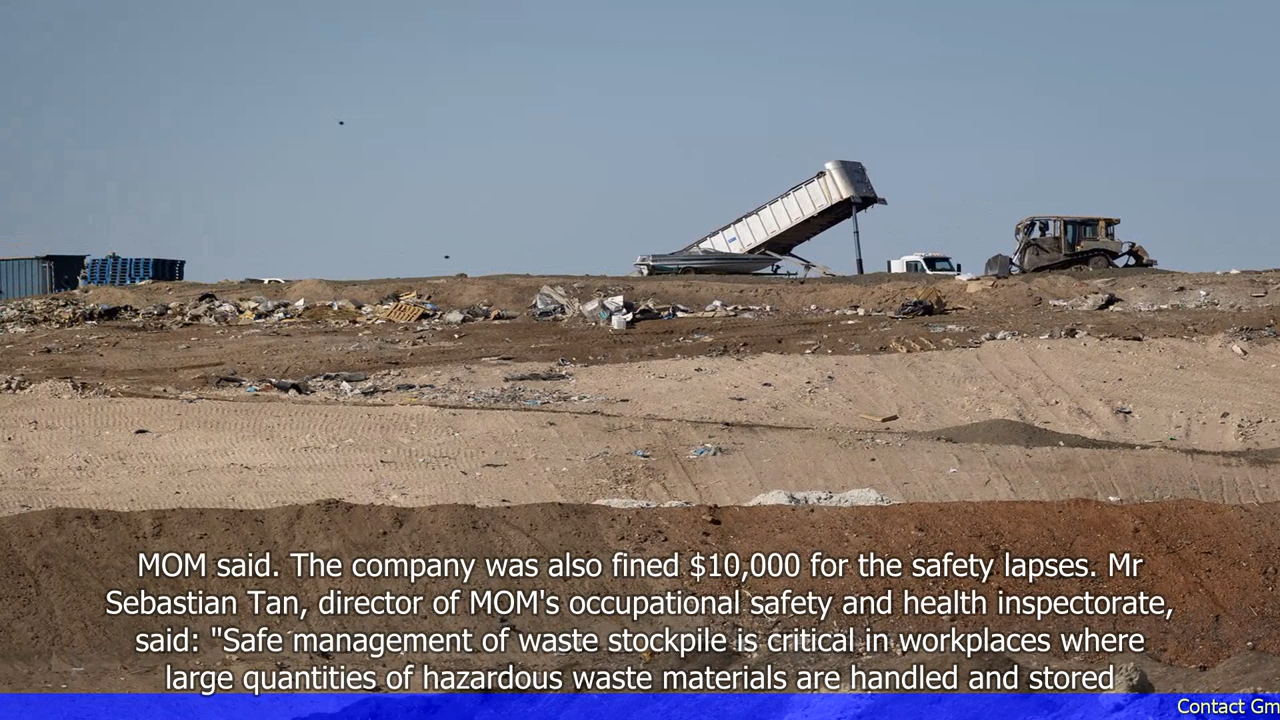 MOM said. The company was also fined $10,000 for the safety lapses. Mr
Sebastian Tan, director of MOM's occupational safety and health inspectorate,
said: "Safe management of waste stockpile is critical in workplaces where
large quantities of hazardous waste materials are handled and stored
Contact Gm